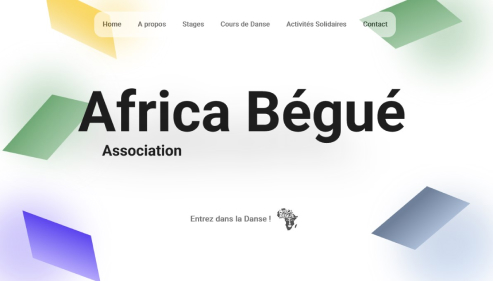 Home A propos Stages Cours de Danse Activités Solidaires Contact
Africa Bégué
Association
Entrez dans la Danse !